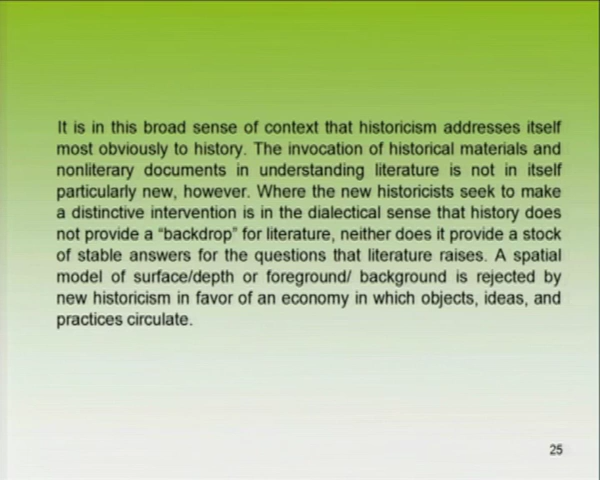 It is in this broad sense of context that historicism addresses itself
most obviously to history. The invocation of historical materials and
nonliterary documents in understanding literature is not in itself
particularly new, however. Where the new historicists seek to make
a distinctive intervention is in the dialectical sense that history does
not provide a “backdrop” for literature, neither does it provide a stock
of stable answers for the questions that literature raises. A spatial
model of surface/depth or foreground/ background is rejected by
new historicism in favor of an economy in which objects, ideas, and
practices circulate.
25